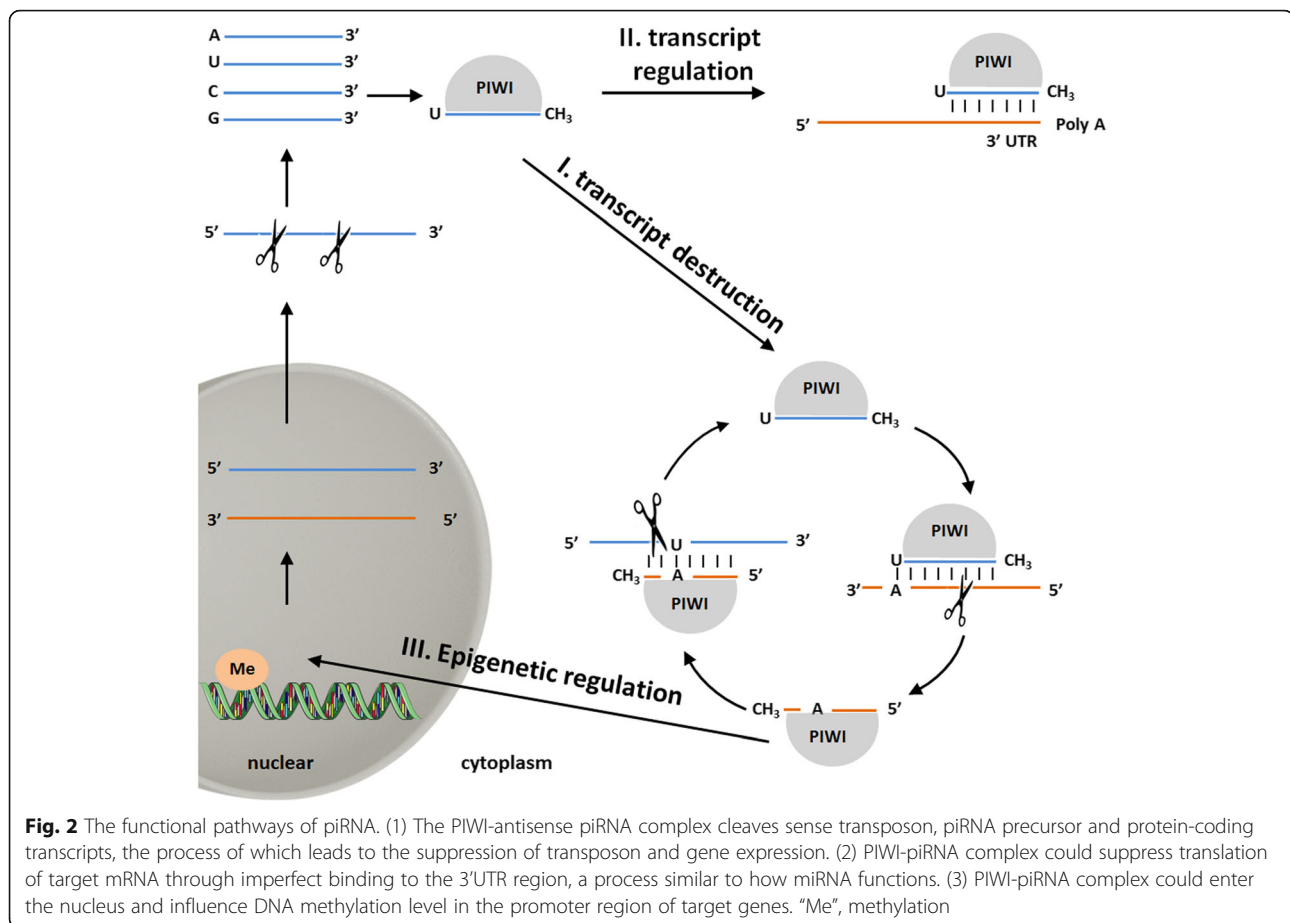 A 3’
U 3’
C 3’
G 3’
PIWI
U CH3
II. transcript
regulation
PIWI
U CH3
5’ Poly A
3’ UTR
I. transcript destruction
5’ 3’
5’ 3’
3’ 5’
Me
nuclear
cytoplasm
III. Epigenetic regulation
PIWI
U CH3
PIWI
U CH3
3’ A 5’
CH3 A 5’
PIWI
5’ U 3’
CH3 A 5’
PIWI
Fig. 2 The functional pathways of piRNA. (1) The PIWI-antisense piRNA complex cleaves sense transposon, piRNA precursor and protein-coding
transcripts, the process of which leads to the suppression of transposon and gene expression. (2) PIWI-piRNA complex could suppress translation
of target mRNA through imperfect binding to the 3’UTR region, a process similar to how miRNA functions. (3) PIWI-piRNA complex could enter
the nucleus and influence DNA methylation level in the promoter region of target genes. “Me”, methylation